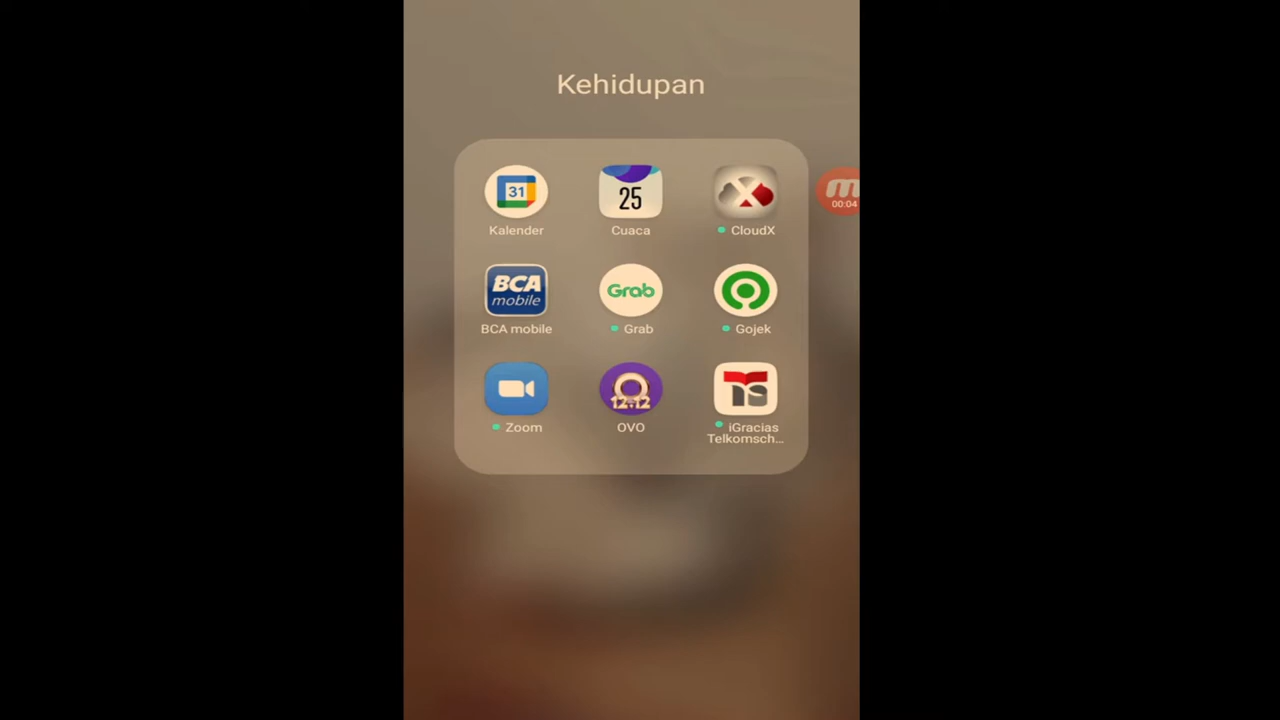 Kehidupan
31
25
00:04
Kalender
Cuaca
CloudX
BCA
mobile
Grab
BCA mobile
Grab
Gojek
12.12
TS
Zoom
OVO
iGracias
Telkomsch...